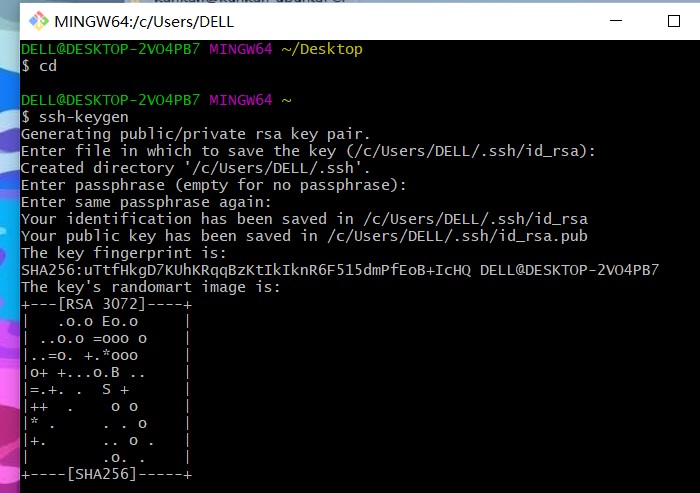 MINGW64:/c/Users/DELL
DELL@DESKTOP-2VO4PB7 MINGW64 ~/Desktop
$ cd
DELL@DESKTOP-2VO4PB7 MINGW64 ~
$ ssh-keygen
Generating public/private rsa key pair.
Enter file in which to save the key (/c/Users/DELL/.ssh/id_rsa):
Created directory '/c/Users/DELL/.ssh'.
Enter passphrase (empty for no passphrase):
Enter same passphrase again:
Your identification has been saved in /c/Users/DELL/.ssh/id_rsa
Your public key has been saved in /c/Users/DELL/.ssh/id_rsa.pub
The key fingerprint is:
SHA256:uTtfHkgD7KUhKRqqBzKtIkIknR6F515dmPfEoB+IcHQ DELL@DESKTOP-2VO4PB7
The key's randomart image is:
+---[RSA 3072]----+
|    .o.o Eo.o    |
| ..o.o =ooo o    |
|..=o. +.*ooo     |
|o+ +...o.B ..    |
|=.+. .  S +      |
|++  .    o o     |
|* .     . . o    |
|+.      .. o .   |
|        .o. .    |
+----[SHA256]-----+